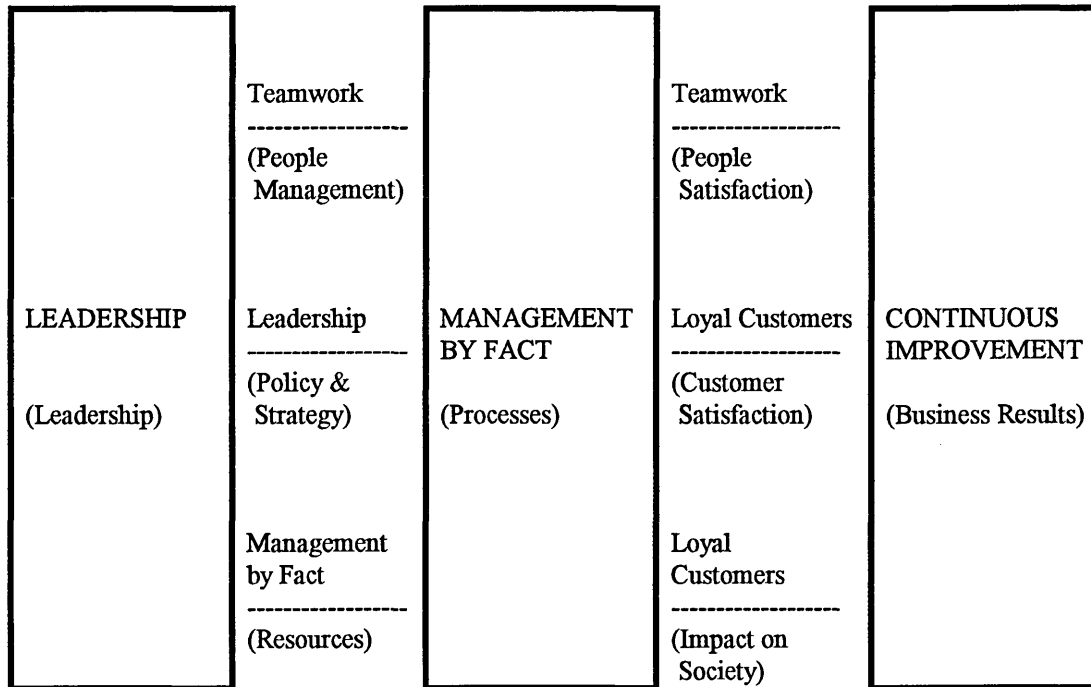 LEADERSHIP
(Leadership)
Teamwork
--------------------
(People
Management)
Leadership
--------------------
(Policy &
Strategy)
Management
by Fact
--------------------
(Resources)
MANAGEMENT
BY FACT
(Processes)
Teamwork
--------------------
(People
Satisfaction)
Loyal Customers
--------------------
(Customer
Satisfaction)
Loyal
Customers
--------------------
(Impact on
Society)
CONTINUOUS
IMPROVEMENT
(Business Results)